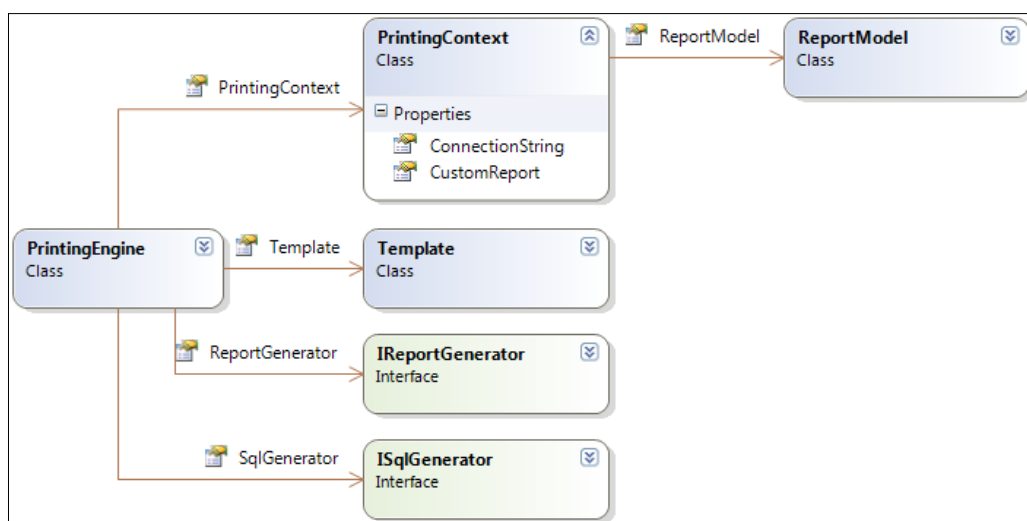 PrintingContext
Class
Properties
ConnectionString
CustomReport
ReportModel
ReportModel
Class
PrintingContext
PrintingEngine
Class
Template
Template
Class
ReportGenerator
IReportGenerator
Interface
SqlGenerator
ISqlGenerator
Interface